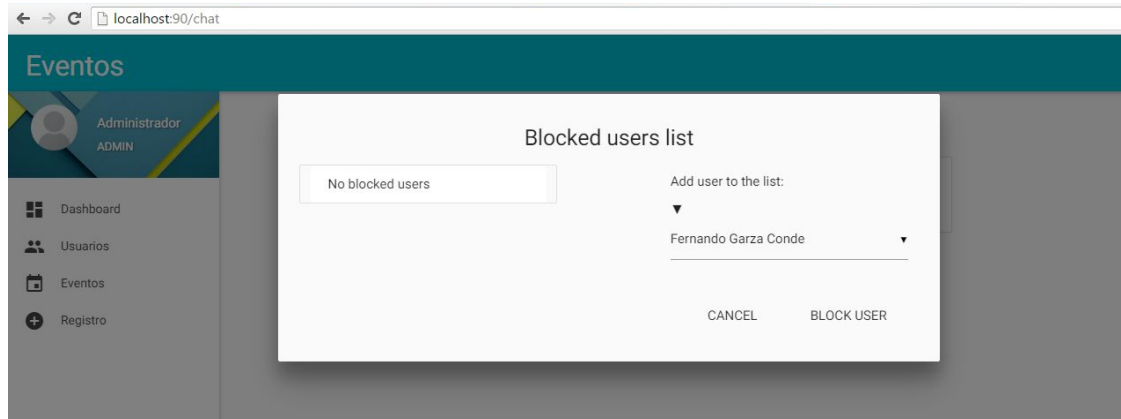 localhost:90/chat
Eventos
Administrador
ADMIN
Dashboard
Usuarios
Eventos
Registro
Blocked users list
No blocked users
Add user to the list:
Fernando Garza Conde
CANCEL BLOCK USER